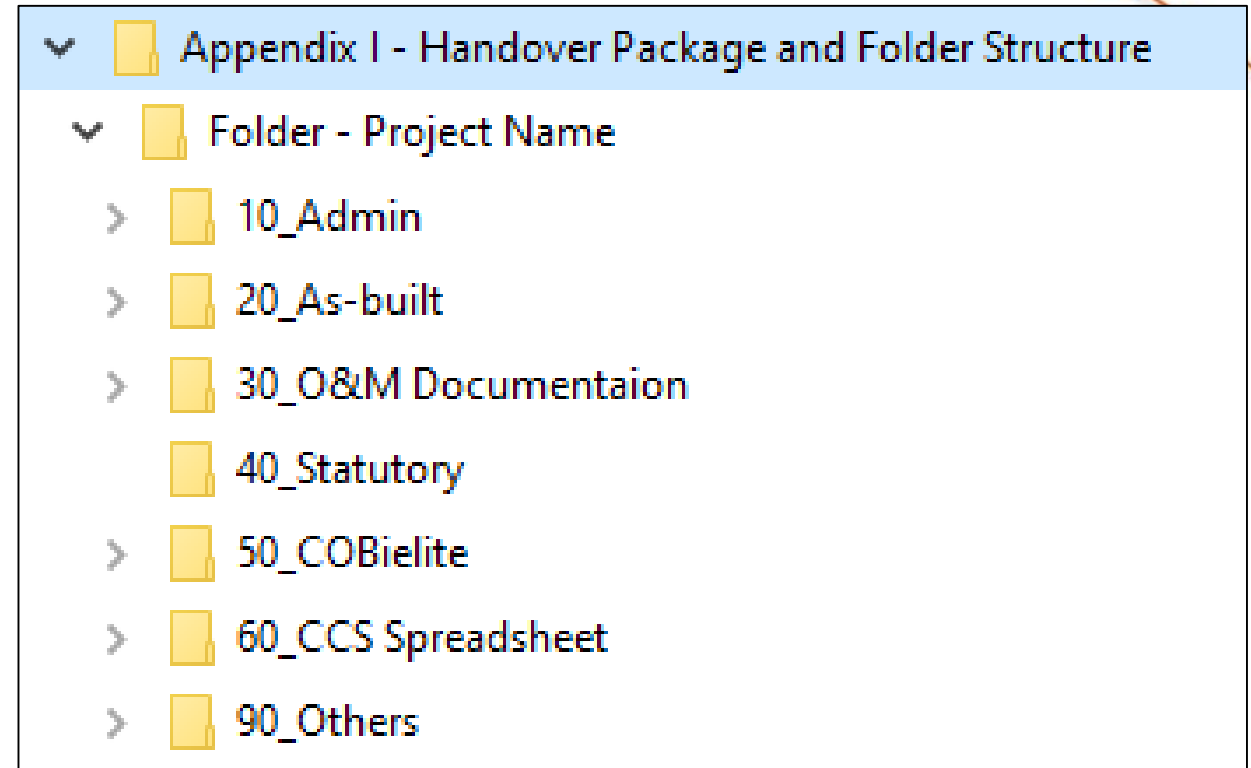 Appendix I - Handover Package and Folder Structure
Folder - Project Name
10_Admin
20_As-built
30_O&M Documentaion
40_Statutory
50_COBielite
60_CCS Spreadsheet
90_Others